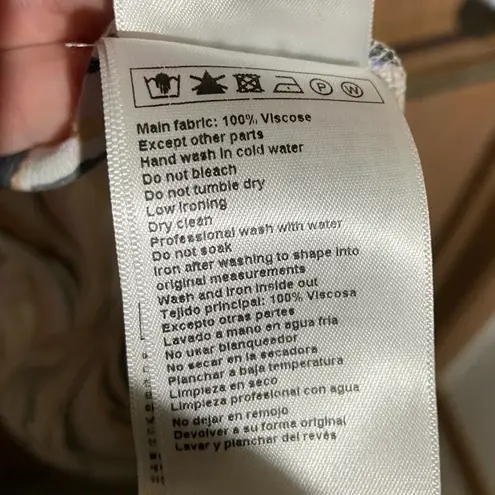 P W
Main fabric: 100% Viscose
Except other parts
Hand wash in cold water
Do not bleach
Do not tumble dry
Low ironing
Dry clean
Professional wash with water
Do not soak
Iron after washing to shape into
original measurements
Wash and Iron inside out
Tejido principal: 100% Viscosa
Excepto otras partes
Lavado a mano en agua fria
No usar blanqueador
No secar en la secadora
Planchar a baja temperatura
Limpieza en seco
Limpieza profesional con agua
No dejar en remojo
Devolver a su forma original
Lavar y planchar del revés